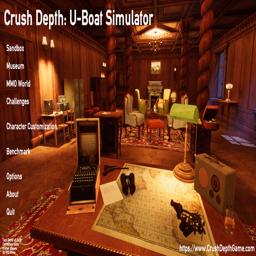 Crush Depth: U-Boat Simulator
Sandbox
Museum
MMO World
Challenges
Character Customization
Benchmark
Options
About
Quit
https://www.CrushDepthGame.com